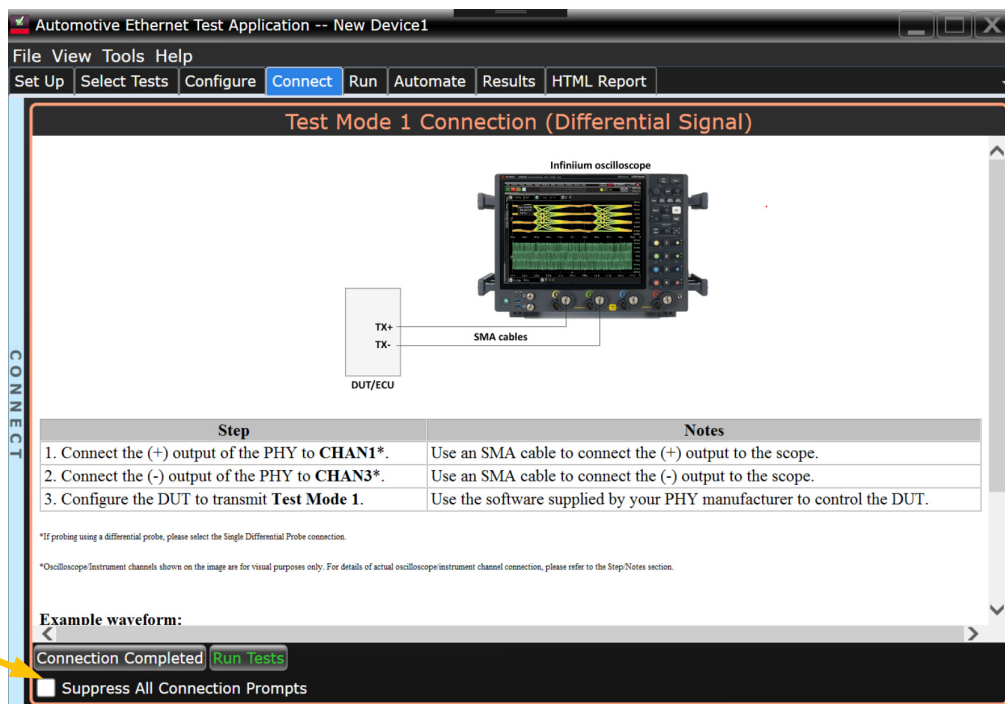 Automotive Ethernet Test Application -- New Device1
File View Tools Help
Set Up Select Tests Configure Connect Run Automate Results HTML Report
CONNECT
Test Mode 1 Connection (Differential Signal)
Infiniium oscilloscope
TX+
TX-
SMA cables
DUT/ECU
Step Notes
1. Connect the (+) output of the PHY to CHAN1*. Use an SMA cable to connect the (+) output to the scope.
2. Connect the (-) output of the PHY to CHAN3*. Use an SMA cable to connect the (-) output to the scope.
3. Configure the DUT to transmit Test Mode 1. Use the software supplied by your PHY manufacturer to control the DUT.
*If probing using a differential probe, please select the Single Differential Probe connection.
*Oscilloscope/Instrument channels shown on the image are for visual purposes only. For details of actual oscilloscope/instrument channel connection, please refer to the Step/Notes section.
Example waveform:
Connection Completed Run Tests
Suppress All Connection Prompts